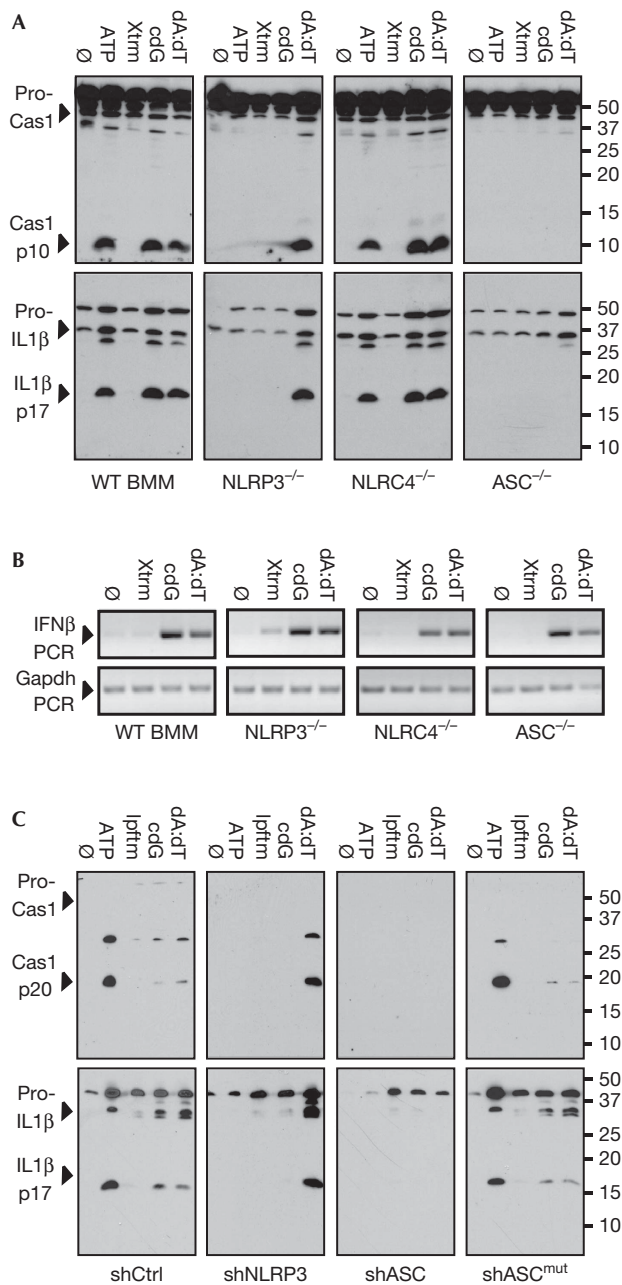 A
Ø ATP Xtrm cdG dA:dT Ø ATP Xtrm cdG dA:dT Ø ATP Xtrm cdG dA:dT Ø ATP Xtrm cdG dA:dT
Pro-
Cas1
Cas1
p10
50
37
25
20
15
10
Pro-
IL1β
IL1β
p17
50
37
25
20
15
10
WT BMM NLRP3–/– NLRC4–/– ASC–/–
B
Ø Xtrm cdG dA:dT Ø Xtrm cdG dA:dT Ø Xtrm cdG dA:dT Ø Xtrm cdG dA:dT
IFNβ
PCR
Gapdh
PCR
WT BMM NLRP3–/– NLRC4–/– ASC–/–
C
Ø ATP lpftm cdG dA:dT Ø ATP lpftm cdG dA:dT Ø ATP lpftm cdG dA:dT Ø ATP lpftm cdG dA:dT
Pro-
Cas1
Cas1
p20
50
37
25
20
15
10
Pro-
IL1β
IL1β
p17
50
37
25
20
15
10
shCtrl shNLRP3 shASC shASCmut